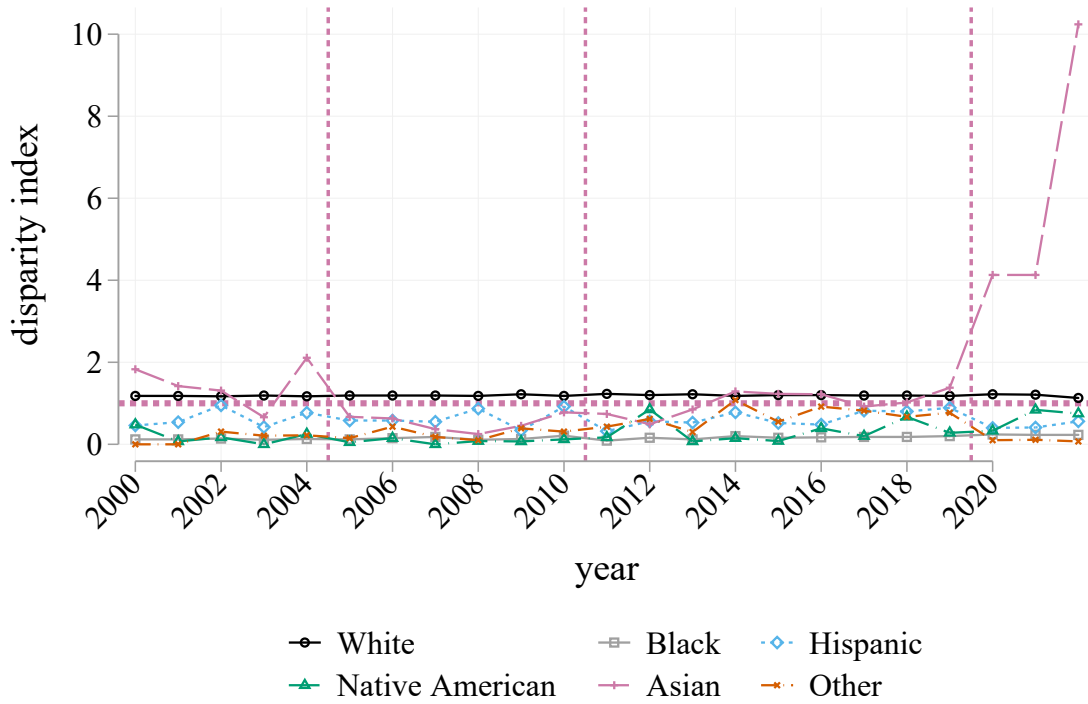 10
8
6
4
2
0
disparity index
2000 2002 2004 2006 2008 2010 2012 2014 2016 2018 2020
year
White Black Hispanic
Native American Asian Other